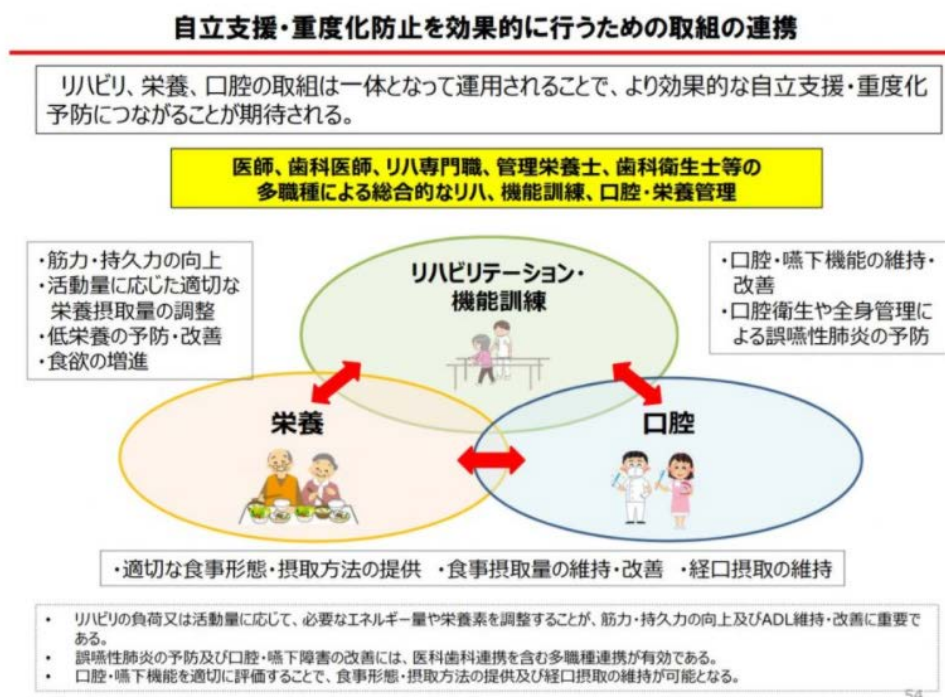 自立支援・重度化防止を効果的に行うための取組の連携
リハビリ、栄養、口腔の取組は一体となって運用されることで、より効果的な自立支援・重度化
予防につながることが期待される。
医師、歯科医師、リハ専門職、管理栄養士、歯科衛生士等の
多職種による総合的なリハ、機能訓練、口腔・栄養管理
・筋力・持久力の向上
・活動量に応じた適切な
栄養摂取量の調整
・低栄養の予防・改善
・食欲の増進
リハビリテーション・
機能訓練
・口腔・嚥下機能の維持・
改善
・口腔衛生や全身管理に
よる誤嚥性肺炎の予防
栄養
口腔
・適切な食事形態・摂取方法の提供 ・食事摂取量の維持・改善 ・経口摂取の維持
• リハビリの負荷又は活動量に応じて、必要なエネルギー量や栄養素を調整することが、筋力・持久力の向上及びADL維持・改善に重要で
ある。
• 誤嚥性肺炎の予防及び口腔・嚥下障害の改善には、医科歯科連携を含む多職種連携が有効である。
• 口腔・嚥下機能を適切に評価することで、食事形態・摂取方法の提供及び経口摂取の維持が可能となる。
54